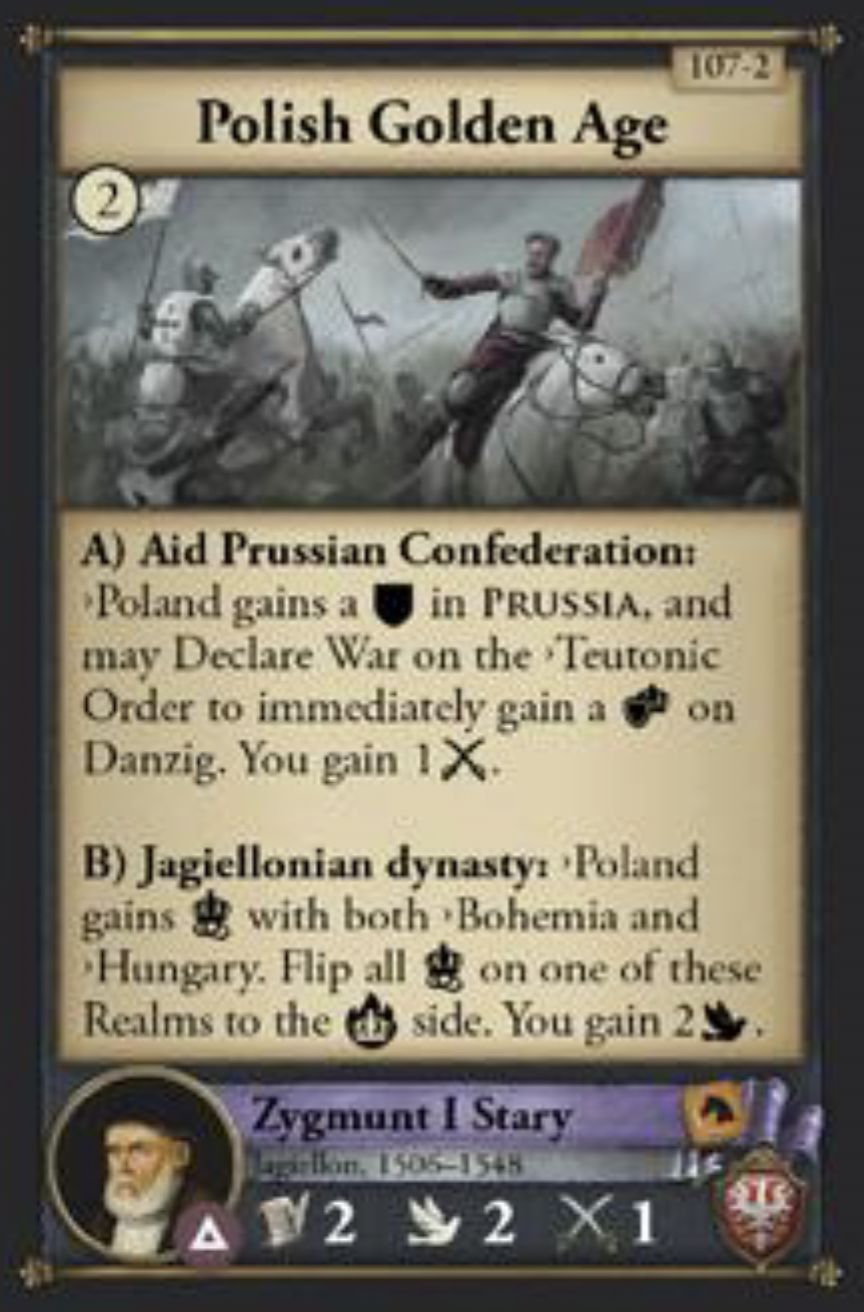 107-2
Polish Golden Age
2
A) Aid Prussian Confederation:
›Poland gains a in PRUSSIA, and
may Declare War on the ›Teutonic
Order to immediately gain a on
Danzig. You gain 1 .
B) Jagiellonian dynasty: ›Poland
gains with both ›Bohemia and
›Hungary. Flip all on one of these
Realms to the side. You gain 2 .
Zygmunt I Stary
Jagiellon, 1506–1548
2 2 1